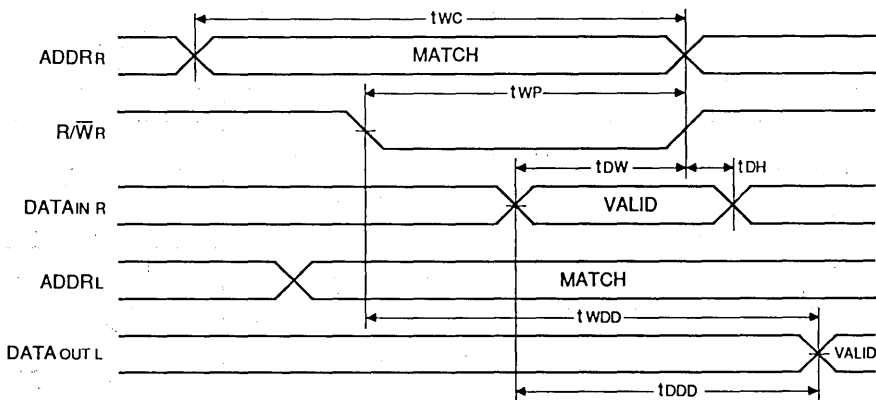 tWC
ADDRR
MATCH
tWP
R/W̅R
tDW
tDH
DATAIN R
VALID
ADDRL
MATCH
tWDD
DATAOUT L
VALID
tDDD